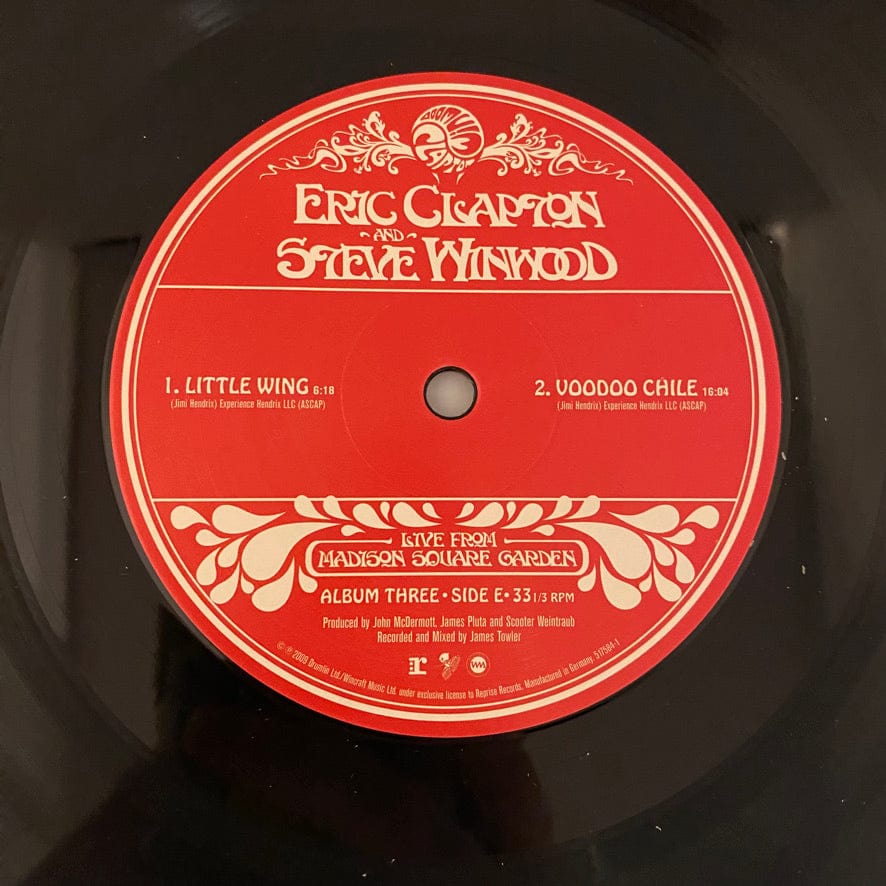 ERIC CLAPTON
AND
STEVE WINWOOD
1. LITTLE WING 6:18
(Jimi Hendrix) Experience Hendrix LLC (ASCAP)
2. VOODOO CHILE 16:04
(Jimi Hendrix) Experience Hendrix LLC (ASCAP)
LIVE FROM
MADISON SQUARE GARDEN
ALBUM THREE • SIDE E • 33 1/3 RPM
Produced by John McDermott, James Pluta and Scooter Weintraub
Recorded and Mixed by James Towler
r
WM
© ℗ 2009 Drumlin Ltd./Wincraft Music Ltd. under exclusive license to Reprise Records. Manufactured in Germany. 517584-1